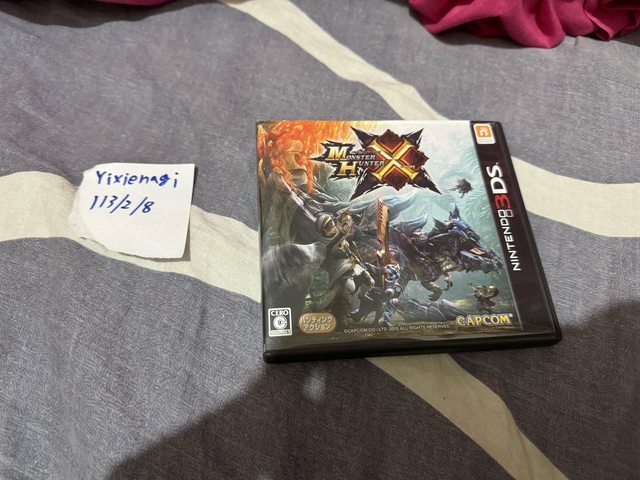 Yixienagi
113/2/8
MONSTER
HUNTER
X
NINTENDO 3DS
CERO
C
ハンティング
アクション
©CAPCOM CO., LTD. 2015 ALL RIGHTS RESERVED.
CAPCOM